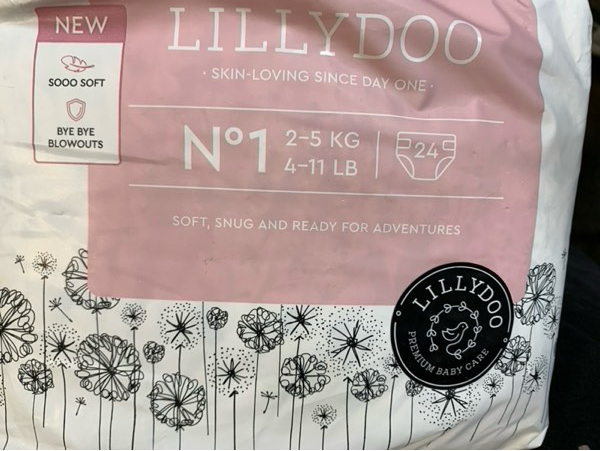 NEW
SOOO SOFT
BYE BYE
BLOWOUTS
LILLYDOO
· SKIN-LOVING SINCE DAY ONE ·
Nº1
2–5 KG
4–11 LB
24
SOFT, SNUG AND READY FOR ADVENTURES
LILLYDOO
PREMIUM BABY CARE